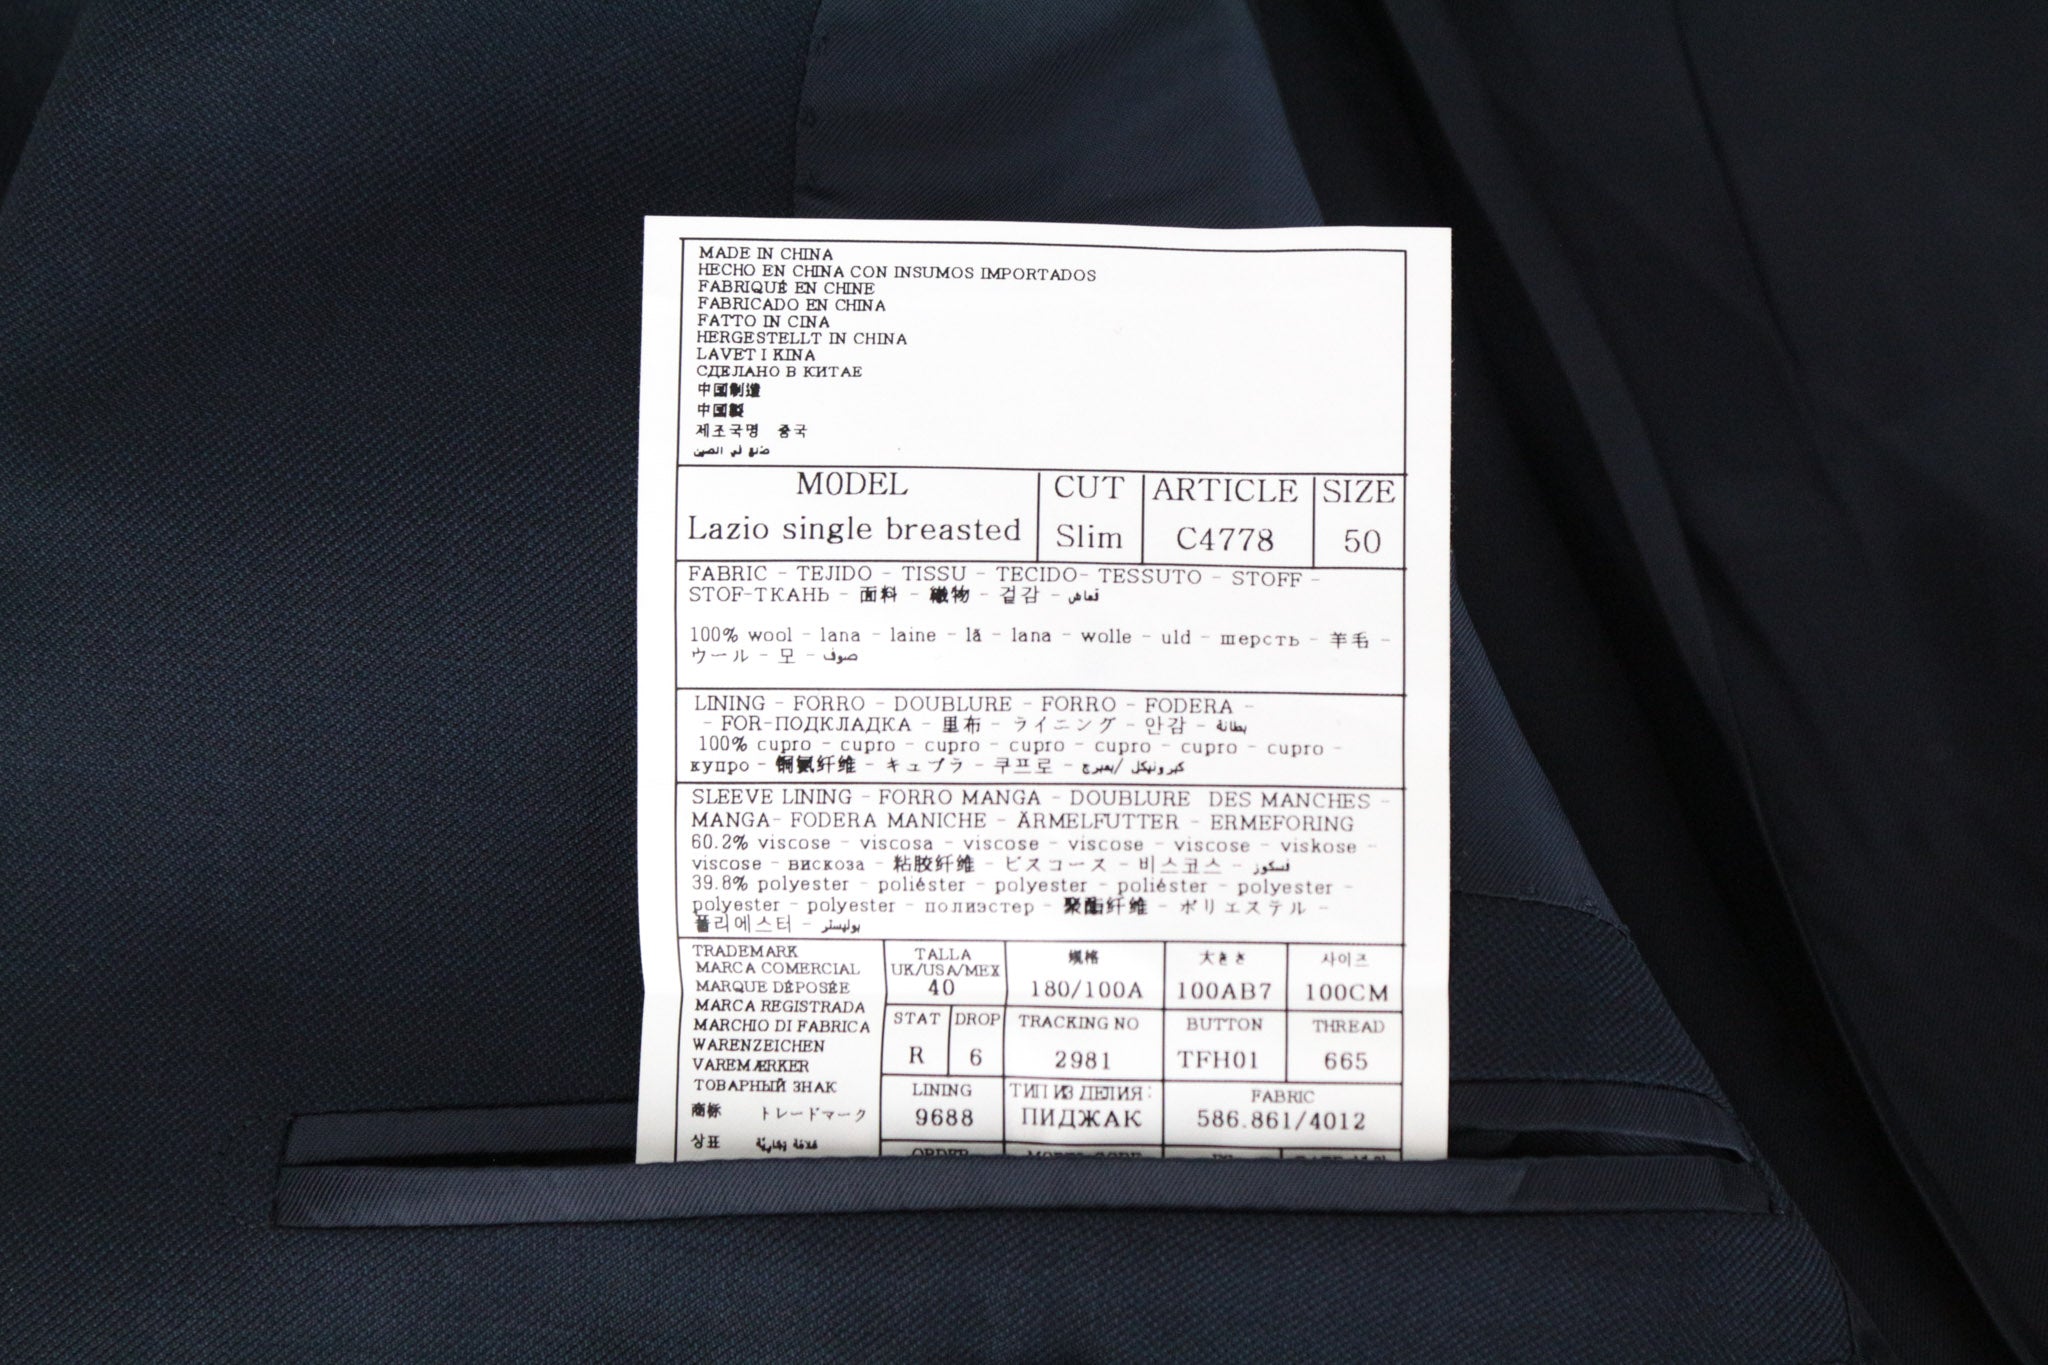 MADE IN CHINA
HECHO EN CHINA CON INSUMOS IMPORTADOS
FABRIQUÉ EN CHINE
FABRICADO EN CHINA
FATTO IN CINA
HERGESTELLT IN CHINA
LAVET I KINA
СДЕЛАНО В КИТАЕ
中国制造
中国製
제조국명 중국
صنع في الصين
MODEL CUT ARTICLE SIZE
Lazio single breasted Slim C4778 50
FABRIC - TEJIDO - TISSU - TECIDO- TESSUTO - STOFF -
STOF-ТКАНЬ - 面料 - 織物 - 겉감 - قماش
100% wool - lana - laine - lã - lana - wolle - uld - шерсть - 羊毛 -
ウール - 모 - صوف
LINING - FORRO - DOUBLURE - FORRO - FODERA -
- FOR-ПОДКЛАДКА - 里布 - ライニング - 안감 - بطانة
100% cupro - cupro - cupro - cupro - cupro - cupro - cupro -
купро - 铜氨纤维 - キュプラ - 쿠프로 -
SLEEVE LINING - FORRO MANGA - DOUBLURE DES MANCHES -
MANGA- FODERA MANICHE - ÄRMELFUTTER - ERMEFORING
60.2% viscose - viscosa - viscose - viscose - viscose - viskose -
viscose - вискоза - 粘胶纤维 - ビスコース - 비스코스 - فسكوز
39.8% polyester - poliéster - polyester - poliéster - polyester -
polyester - polyester - полиэстер - 聚酯纤维 - ポリエステル -
폴리에스터 - بوليستر
TRADEMARK
MARCA COMERCIAL
MARQUE DÉPOSÉE
MARCA REGISTRADA
MARCHIO DI FABRICA
WARENZEICHEN
VAREMÆRKER
ТОВАРНЫЙ ЗНАК
商标 トレードマーク
상표 علامة تجارية
TALLA 规格 大きさ 사이즈
UK/USA/MEX
40 180/100A 100AB7 100CM
STAT DROP TRACKING NO BUTTON THREAD
R 6 2981 TFH01 665
LINING ТИП ИЗДЕЛИЯ: FABRIC
9688 ПИДЖАК 586.861/4012
ORDER MODEL CODE